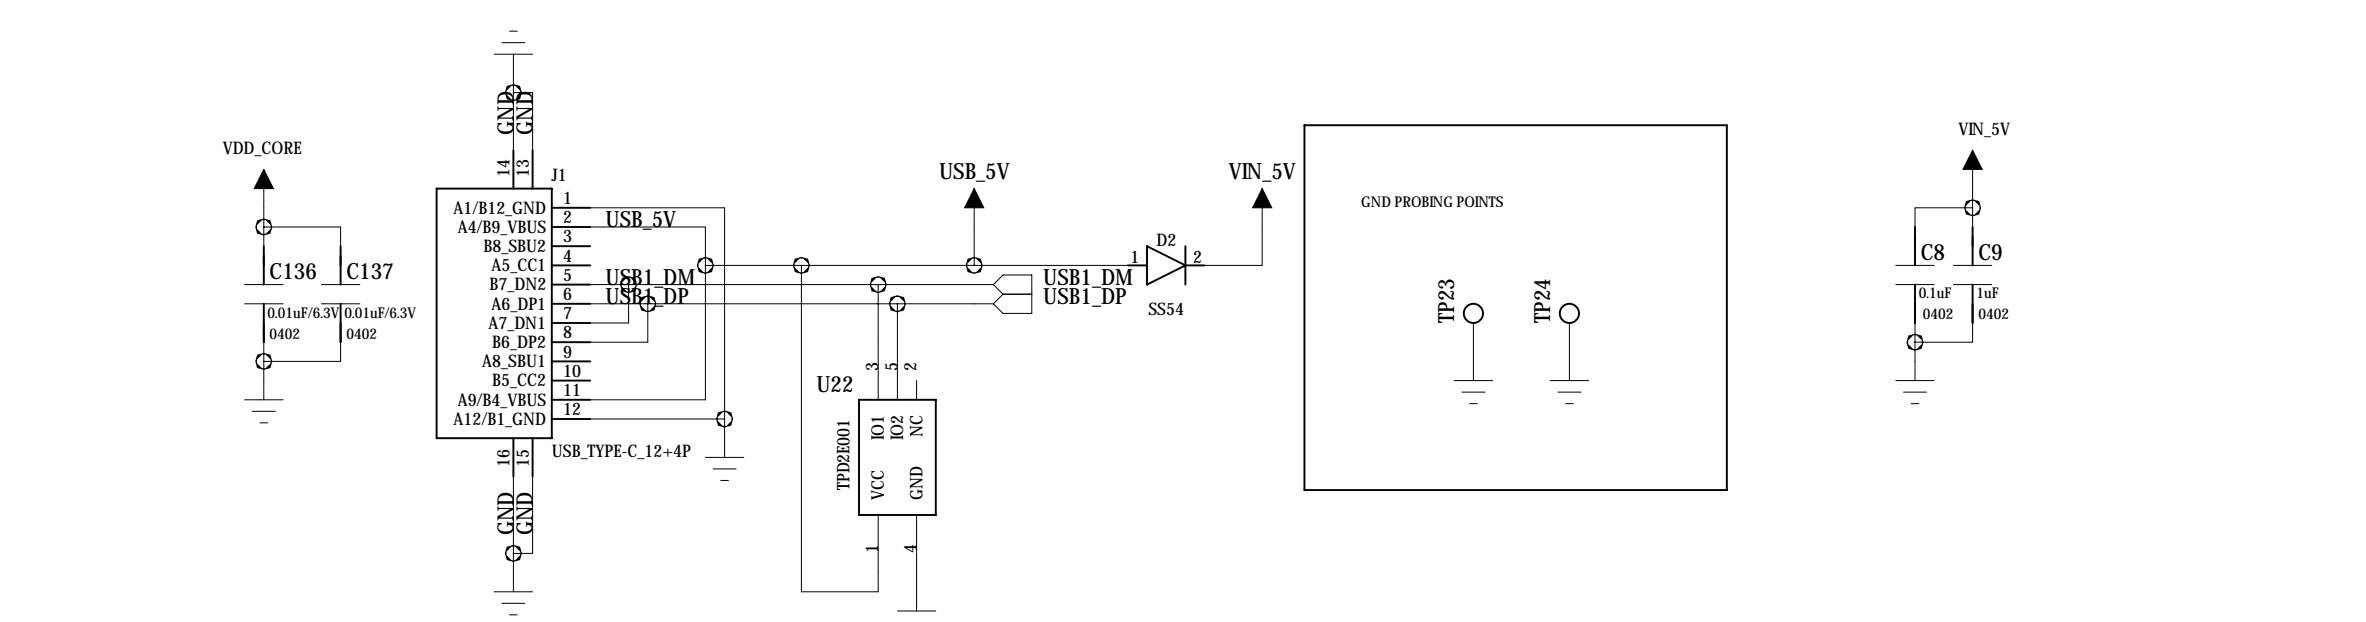 GND
GND
14
13
VDD_CORE
C136
C137
0.01uF/6.3V
0.01uF/6.3V
0402
0402
J1
A1/B12_GND 1
A4/B9_VBUS 2
B8_SBU2 3
A5_CC1 4
B7_DN2 5
A6_DP1 6
A7_DN1 7
B6_DP2 8
A8_SBU1 9
B5_CC2 10
A9/B4_VBUS 11
A12/B1_GND 12
USB_TYPE-C_12+4P
16
15
GND
GND
USB_5V
USB1_DM
USB1_DP
USB_5V
USB1_DM
USB1_DP
VIN_5V
D2
1
2
SS54
U22
3
5
2
IO1
IO2
NC
TPD2E001
VCC
GND
1
4
GND PROBING POINTS
TP23
TP24
VIN_5V
C8
C9
0.1uF
1uF
0402
0402